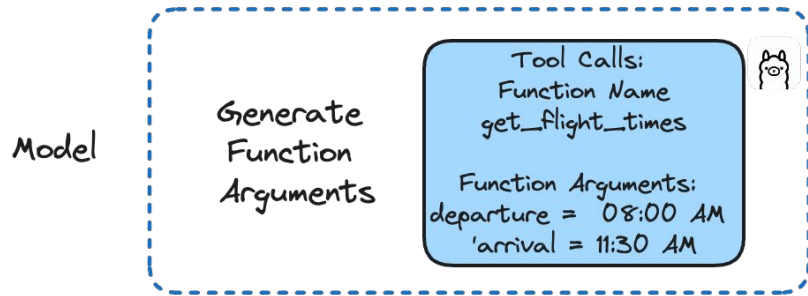 Model
Generate
Function
Arguments
Tool Calls:
Function Name
get_flight_times
Function Arguments:
departure = 08:00 AM
'arrival = 11:30 AM